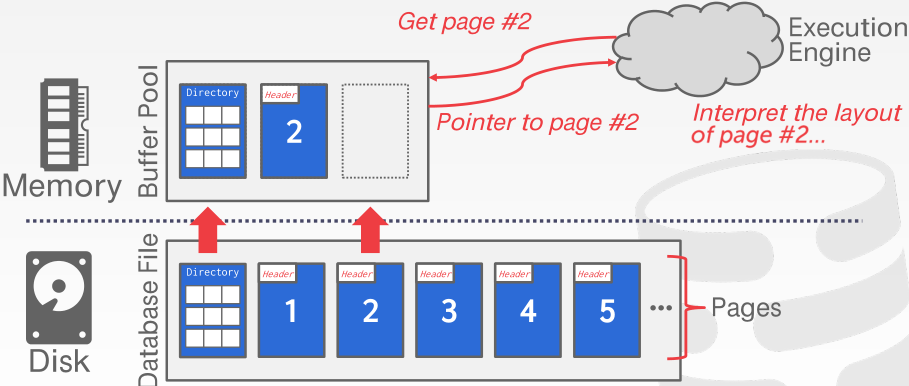 Get page #2
Execution
Engine
Buffer Pool
Directory
Header
2
Pointer to page #2
Interpret the layout
of page #2...
Memory
Database File
Directory
Header
1
Header
2
Header
3
Header
4
Header
5
...
Pages
Disk